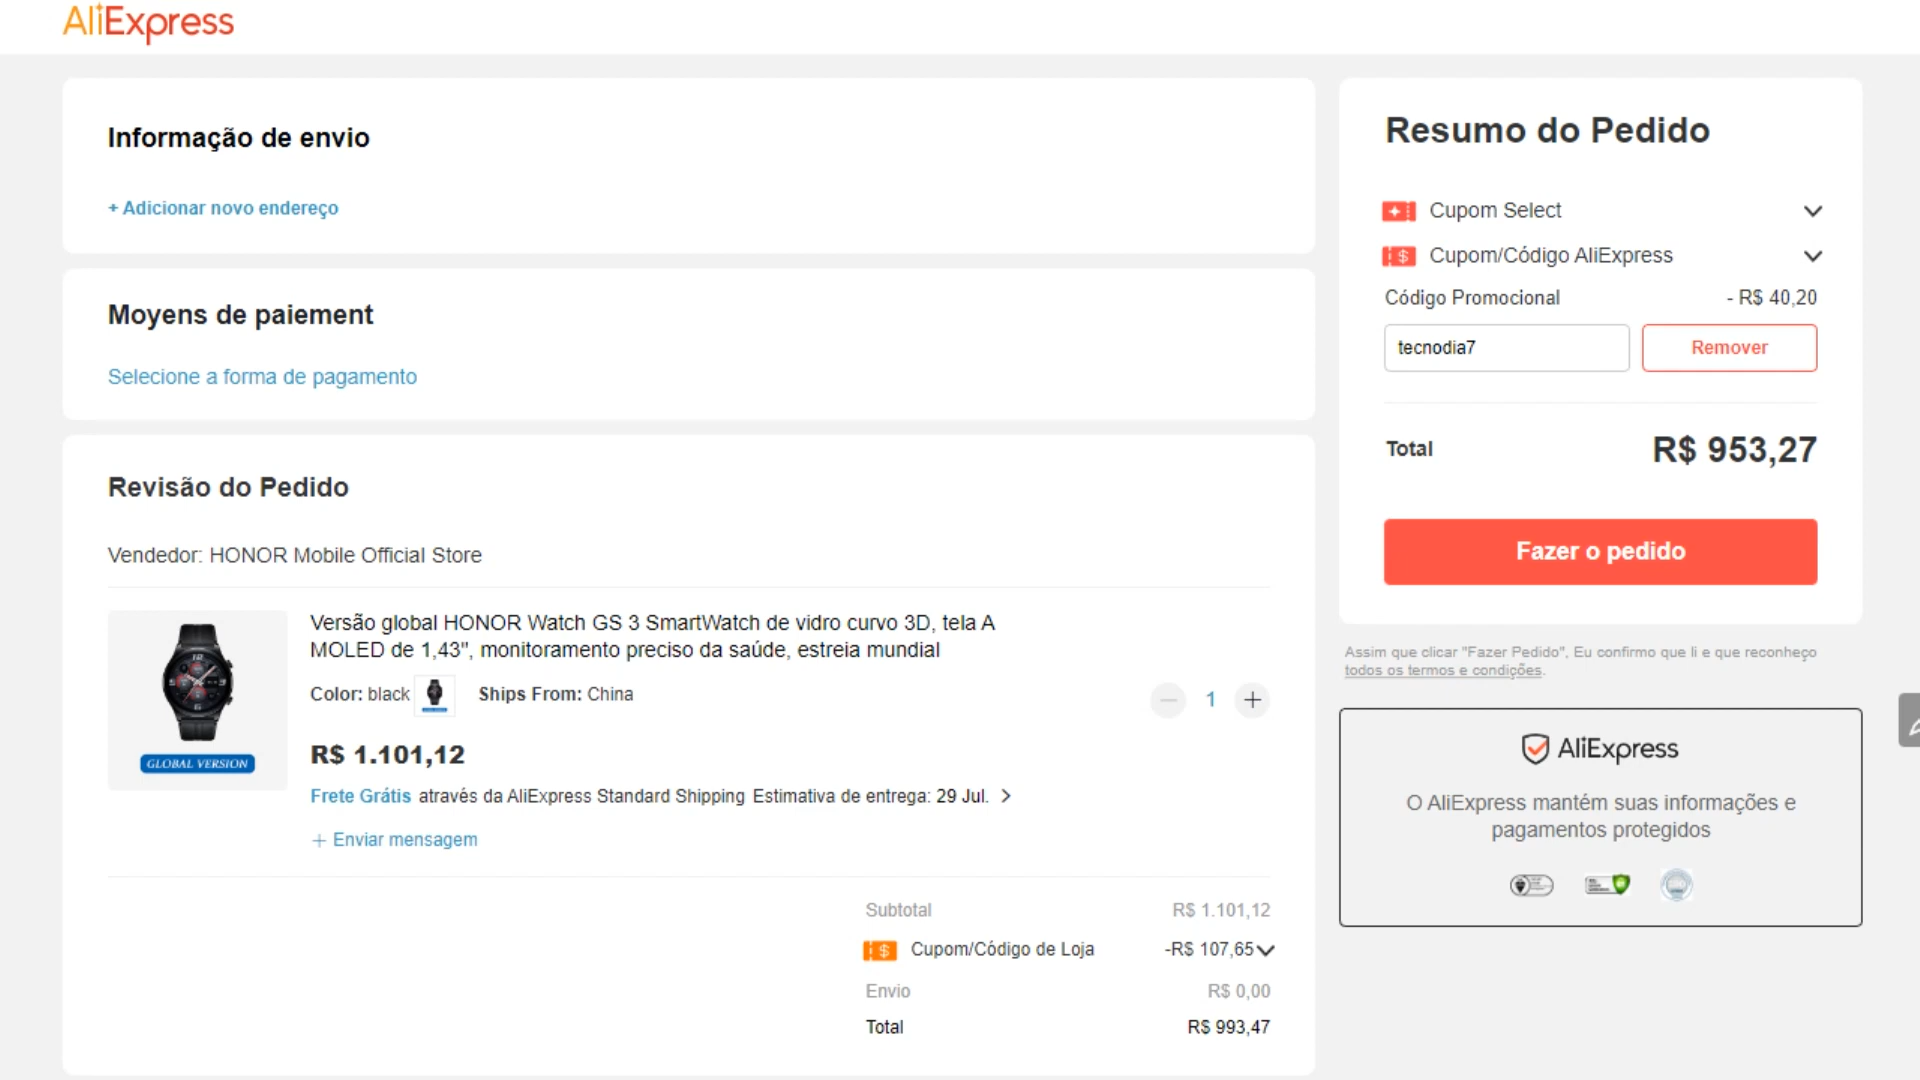 AliExpress
Informação de envio
+ Adicionar novo endereço
Moyens de paiement
Selecione a forma de pagamento
Revisão do Pedido
Vendedor: HONOR Mobile Official Store
GLOBAL VERSION
Versão global HONOR Watch GS 3 SmartWatch de vidro curvo 3D, tela A
MOLED de 1,43", monitoramento preciso da saúde, estreia mundial
Color: black Ships From: China
1
R$ 1.101,12
Frete Grátis através da AliExpress Standard Shipping Estimativa de entrega: 29 Jul.
+ Enviar mensagem
Subtotal R$ 1.101,12
Cupom/Código de Loja -R$ 107,65
Envio R$ 0,00
Total R$ 993,47
Resumo do Pedido
Cupom Select
Cupom/Código AliExpress
Código Promocional - R$ 40,20
tecnodia7 Remover
Total R$ 953,27
Fazer o pedido
Assim que clicar "Fazer Pedido", Eu confirmo que li e que reconheço
todos os termos e condições.
AliExpress
O AliExpress mantém suas informações e
pagamentos protegidos